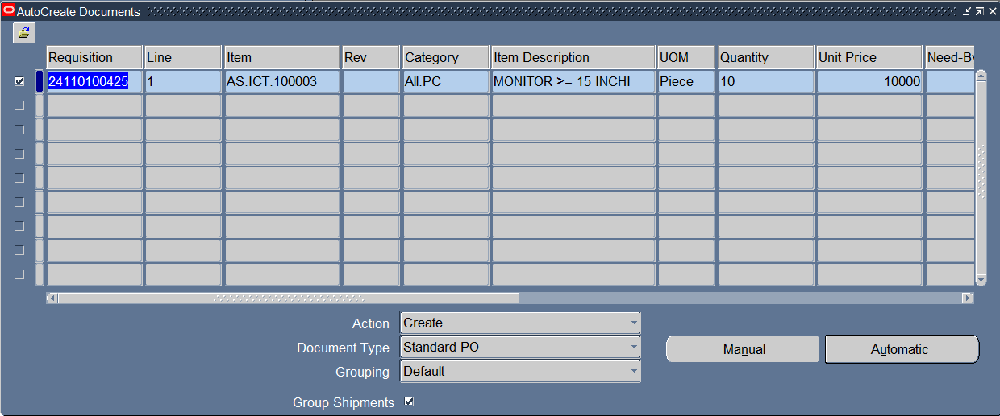 AutoCreate Documents
Requisition Line Item Rev Category Item Description UOM Quantity Unit Price Need-By
24110100425 1 AS.ICT.100003 All.PC MONITOR >= 15 INCHI Piece 10 10000
Action Create
Document Type Standard PO
Manual Automatic
Grouping Default
Group Shipments